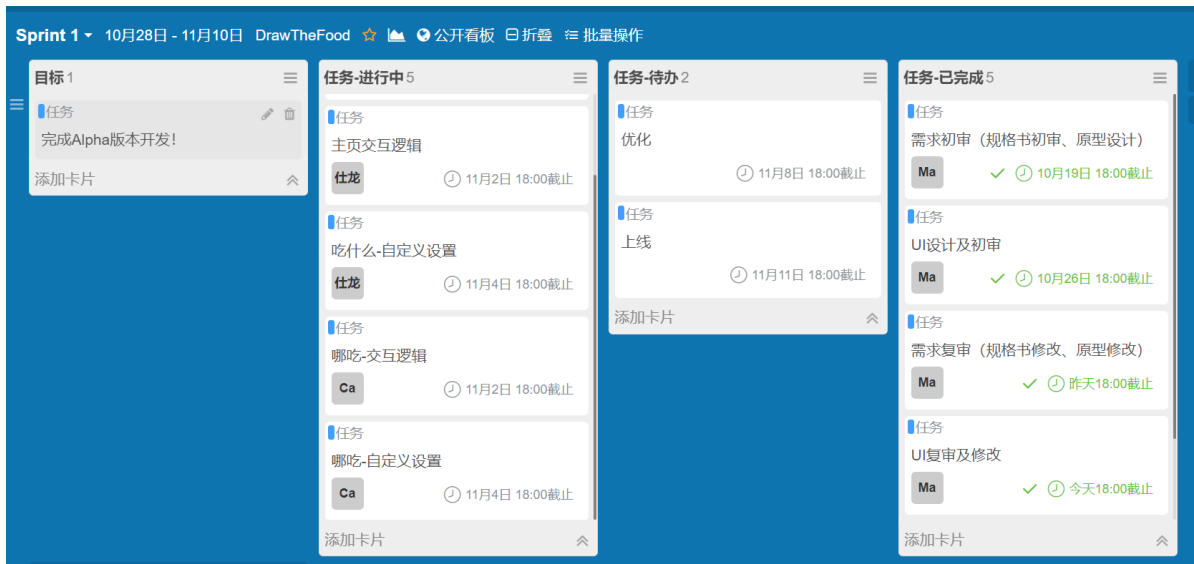 Sprint 1 10月28日 - 11月10日 DrawTheFood 公开看板 折叠 批量操作
目标 1
任务
完成Alpha版本开发!
添加卡片
任务-进行中 5
任务
主页交互逻辑
仕龙 11月2日 18:00截止
任务
吃什么-自定义设置
仕龙 11月4日 18:00截止
任务
哪吃-交互逻辑
Ca 11月2日 18:00截止
任务
哪吃-自定义设置
Ca 11月4日 18:00截止
添加卡片
任务-待办 2
任务
优化
11月8日 18:00截止
任务
上线
11月11日 18:00截止
添加卡片
任务-已完成 5
任务
需求初审（规格书初审、原型设计）
Ma 10月19日 18:00截止
任务
UI设计及初审
Ma 10月26日 18:00截止
任务
需求复审（规格书修改、原型修改）
Ma 昨天18:00截止
任务
UI复审及修改
Ma 今天18:00截止
添加卡片